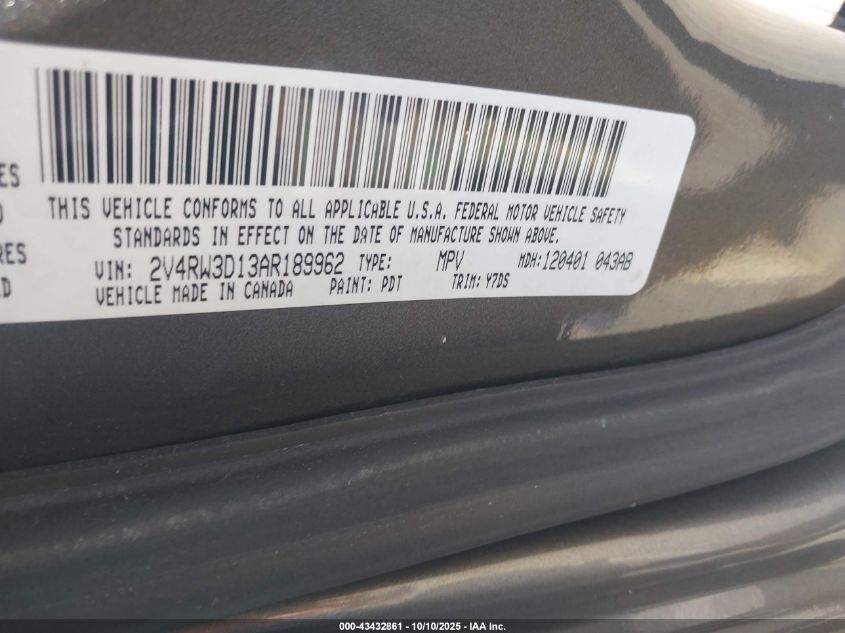 ES
RES
D
THIS VEHICLE CONFORMS TO ALL APPLICABLE U.S.A. FEDERAL MOTOR VEHICLE SAFETY
STANDARDS IN EFFECT ON THE DATE OF MANUFACTURE SHOWN ABOVE.
VIN: 2V4RW3D13AR189962 TYPE: MPV MDH:120401 043AB
VEHICLE MADE IN CANADA PAINT: PDT TRIM: Y7DS
000-43432861 - 10/10/2025 - IAA Inc.